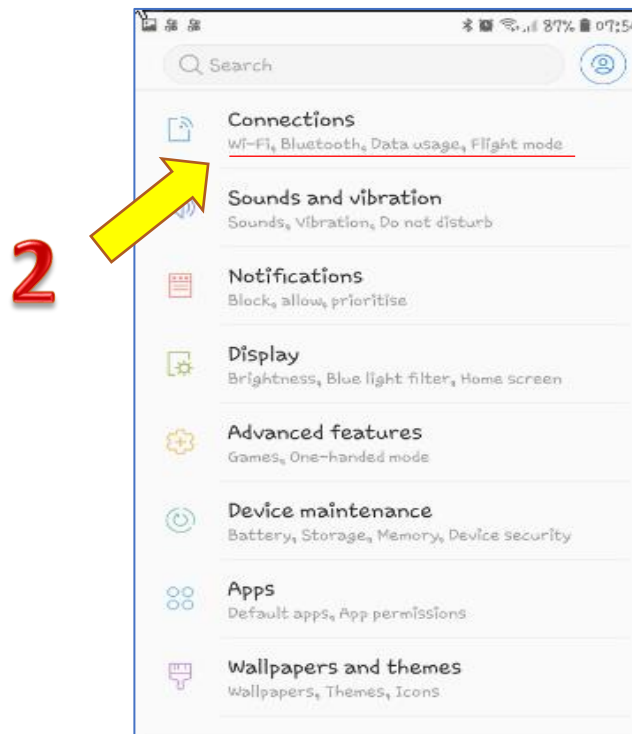 87% 07:54
Search
Connections
Wi-Fi, Bluetooth, Data usage, Flight mode
Sounds and vibration
Sounds, Vibration, Do not disturb
2
Notifications
Block, allow, prioritise
Display
Brightness, Blue light filter, Home screen
Advanced features
Games, One-handed mode
Device maintenance
Battery, Storage, Memory, Device security
Apps
Default apps, App permissions
Wallpapers and themes
Wallpapers, Themes, Icons